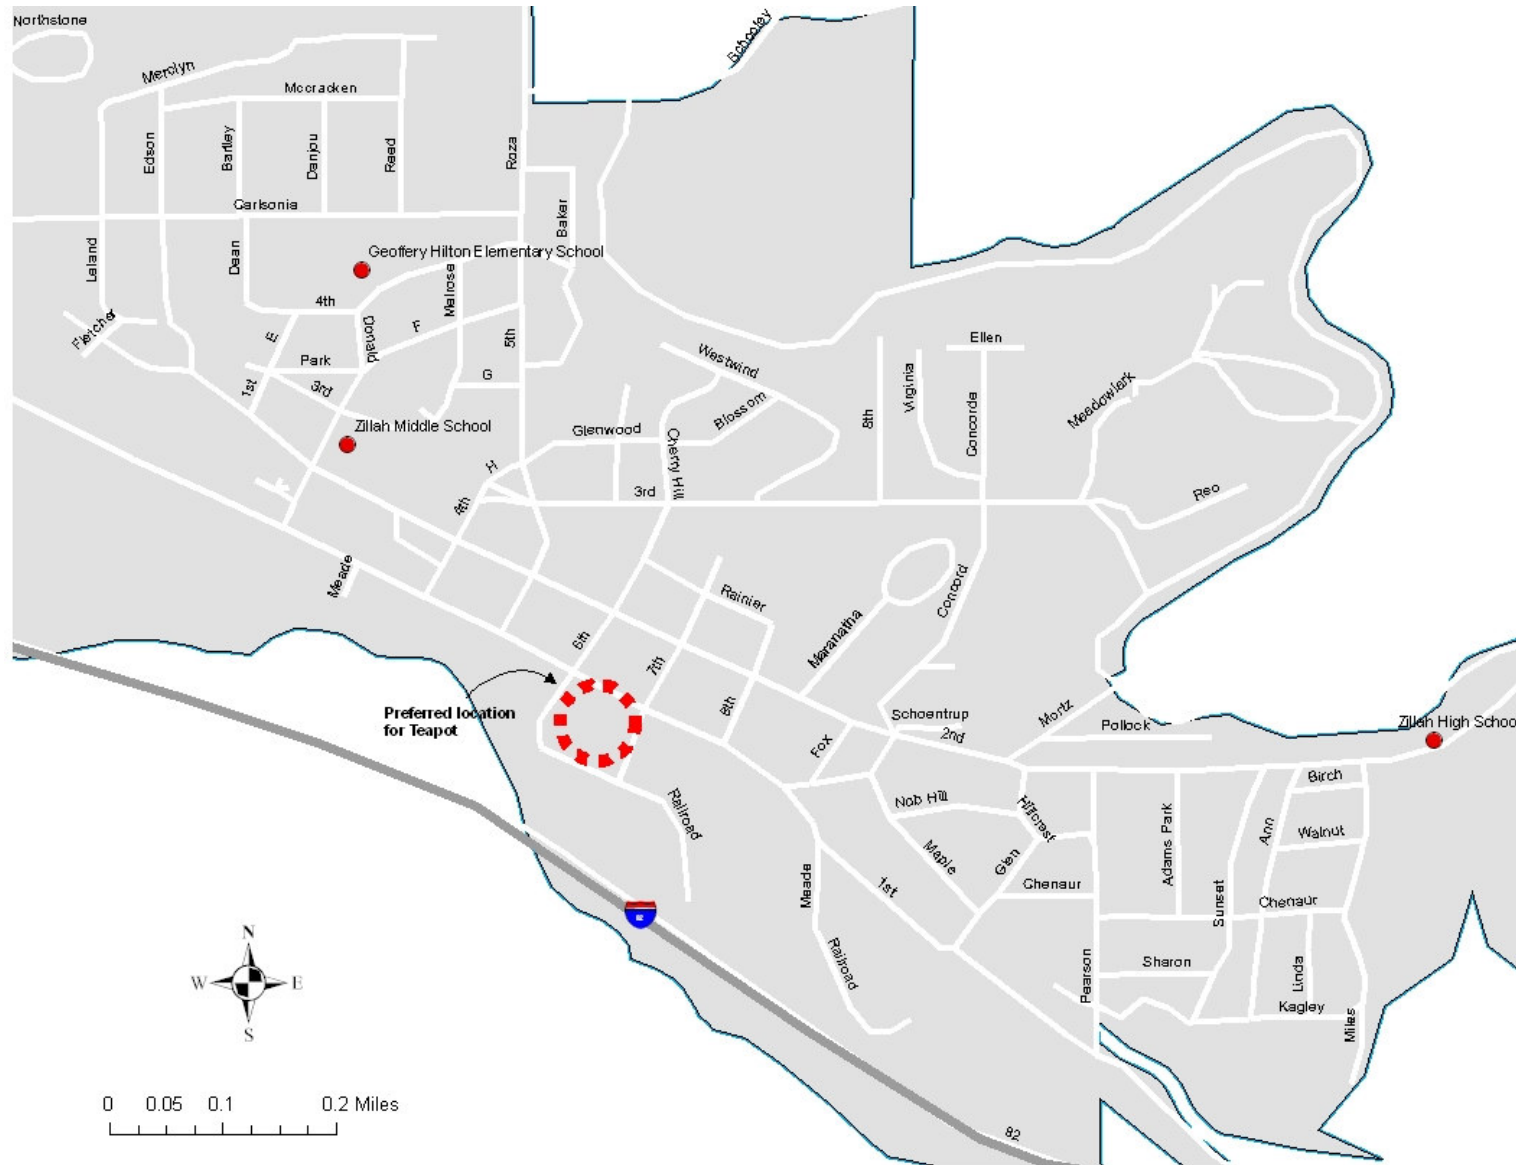 Northstone
Schooley
Merclyn
Mccracken
Edson
Bartley
Danjou
Reed
Roza
Carlsonia
Baker
Leland
Dean
Geoffery Hilton Elementary School
Melrose
4th
Fletcher
E
Donald
F
5th
Park
1st
3rd
G
Westwind
Blossom
8th
Virginia
Ellen
Concorde
Meadowlark
Zillah Middle School
Glenwood
Cherry Hill
H
4th
3rd
Reo
Meade
Rainier
Maranatha
Concord
6th
7th
8th
Preferred location
for Teapot
Schoentrup
2nd
Fox
Mortz
Pollock
Zillah High Schoo
Railroad
Nob Hill
Hillcrest
Birch
Adams Park
Ann
Walnut
Maple
Glen
Meade
1st
Chenaur
Sunset
Chenaur
82
Railroad
Pearson
Sharon
Linda
Kagley
Miles
N
W E
S
0 0.05 0.1 0.2 Miles
82